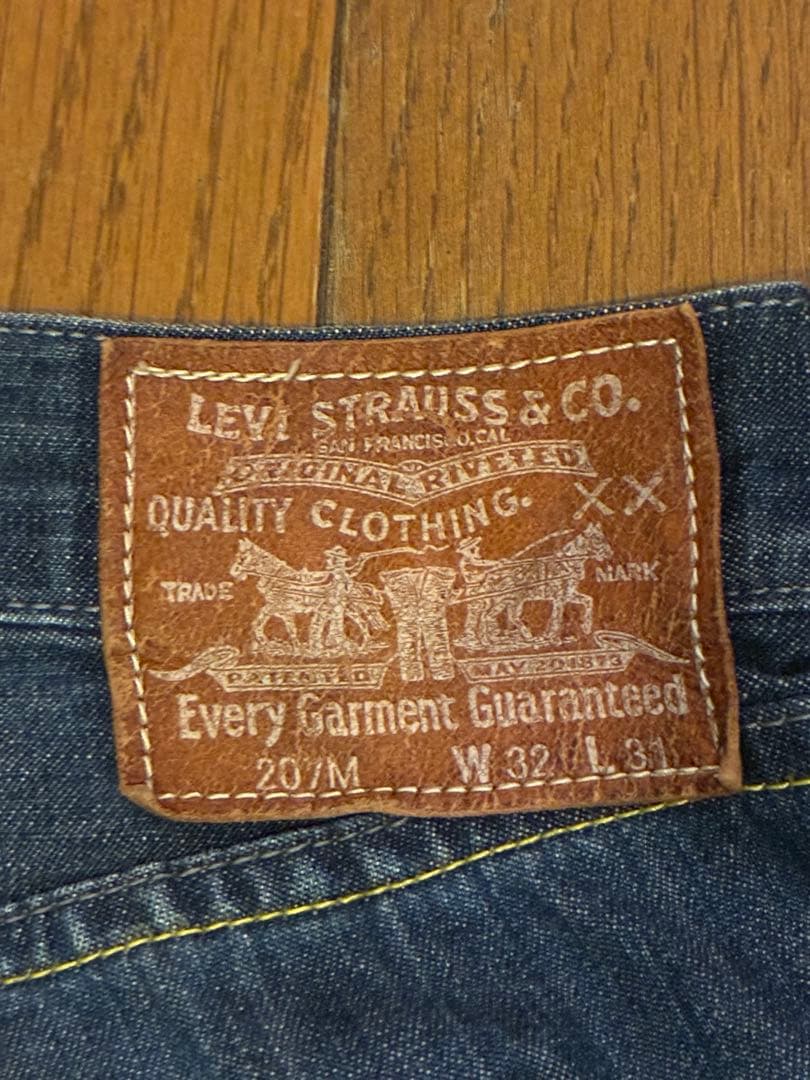 LEVI STRAUSS & CO.
SAN FRANCISCO, CAL
ORIGINAL RIVETED
QUALITY CLOTHING. XX
TRADE MARK
PATENTED MAY 20 1873
Every Garment Guaranteed
207M W 32 L 31